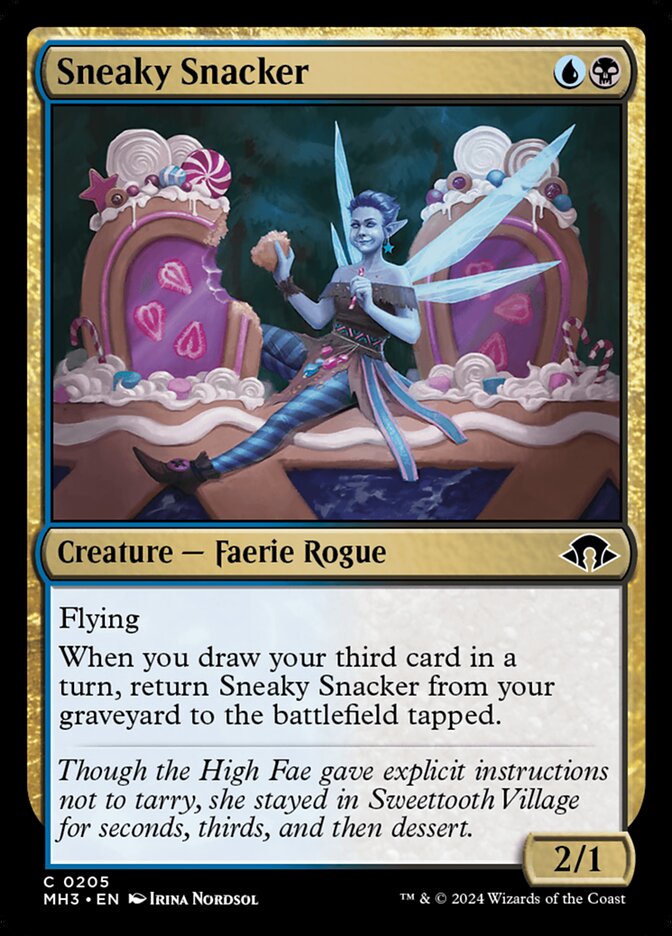 Sneaky Snacker
Creature — Faerie Rogue
Flying
When you draw your third card in a
turn, return Sneaky Snacker from your
graveyard to the battlefield tapped.
Though the High Fae gave explicit instructions
not to tarry, she stayed in Sweettooth Village
for seconds, thirds, and then dessert.
2/1
C 0205
MH3 • EN Irina Nordsol
™ & © 2024 Wizards of the Coast